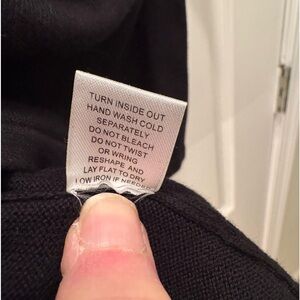 TURN INSIDE OUT
HAND WASH COLD
SEPARATELY
DO NOT BLEACH
DO NOT TWIST
OR WRING
RESHAPE AND
LAY FLAT TO DRY
LOW IRON IF NEEDED